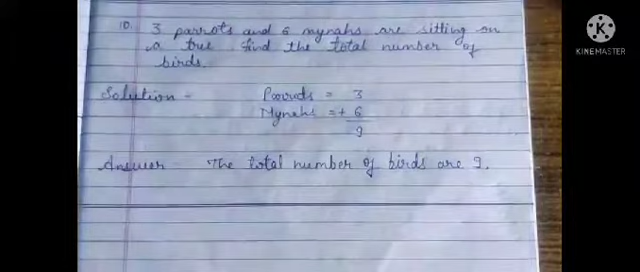 10. 3 parrots and 6 mynahs are sitting on
a tree find the total number of
birds.
Solution - Parrots = 3
Mynahs = + 6
9
Answer - The total number of birds are 9.
K
KINEMASTER